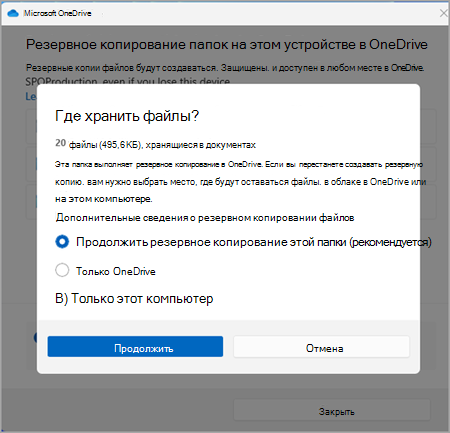 Microsoft OneDrive
Резервное копирование папок на этом устройстве в OneDrive
Резервные копии файлов будут создаваться. Защищены. и доступен в любом месте в OneDrive.
SPOProduction, even if you lose this device.
Le
Где хранить файлы?
20 файлы (495,6КБ), хранящиеся в документах
Эта папка выполняет резервное копирование в OneDrive. Если вы перестанете создавать резервную
копию. вам нужно выбрать место, где будут оставаться файлы. в облаке в OneDrive или
на этом компьютере.
Дополнительные сведения о резервном копировании файлов
Продолжить резервное копирование этой папки (рекомендуется)
Только OneDrive
В) Только этот компьютер
Продолжить
Отмена
Закрыть